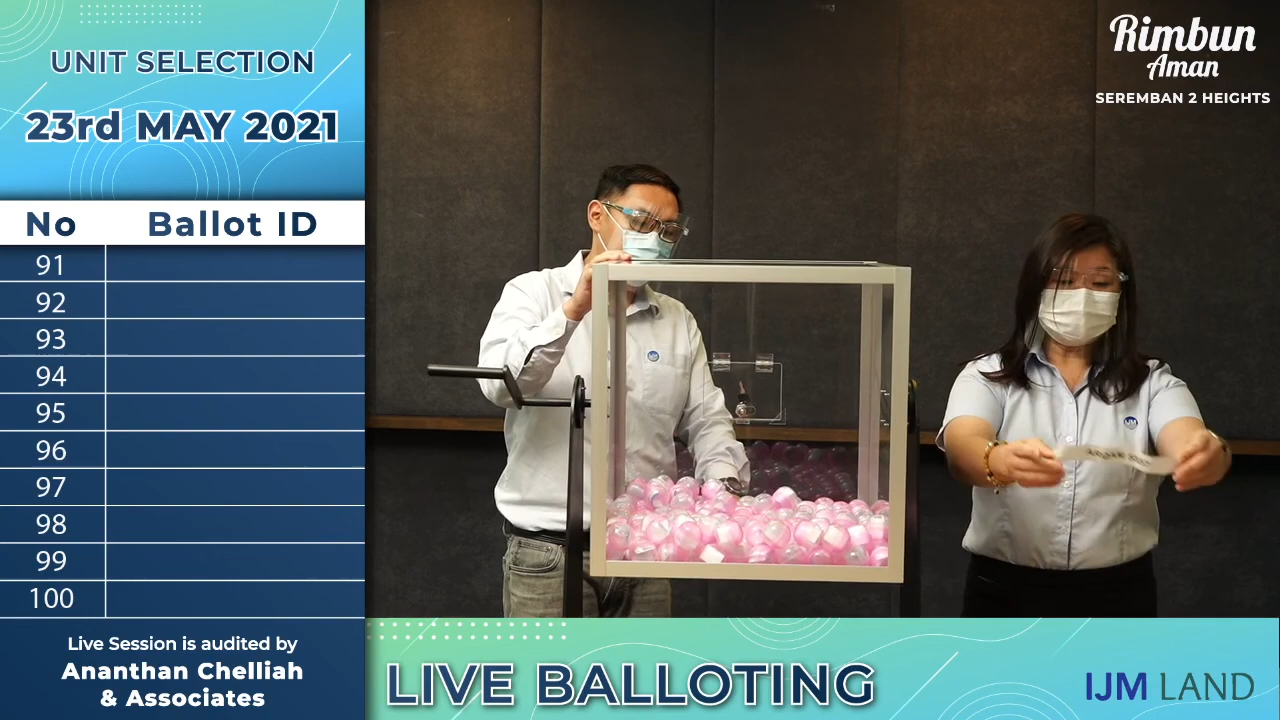 UNIT SELECTION
23rd MAY 2021
No Ballot ID
91
92
93
94
95
96
97
98
99
100
Live Session is audited by
Ananthan Chelliah
& Associates
Rimbun
Aman
SEREMBAN 2 HEIGHTS
IJM
LIVE BALLOTING
IJM LAND